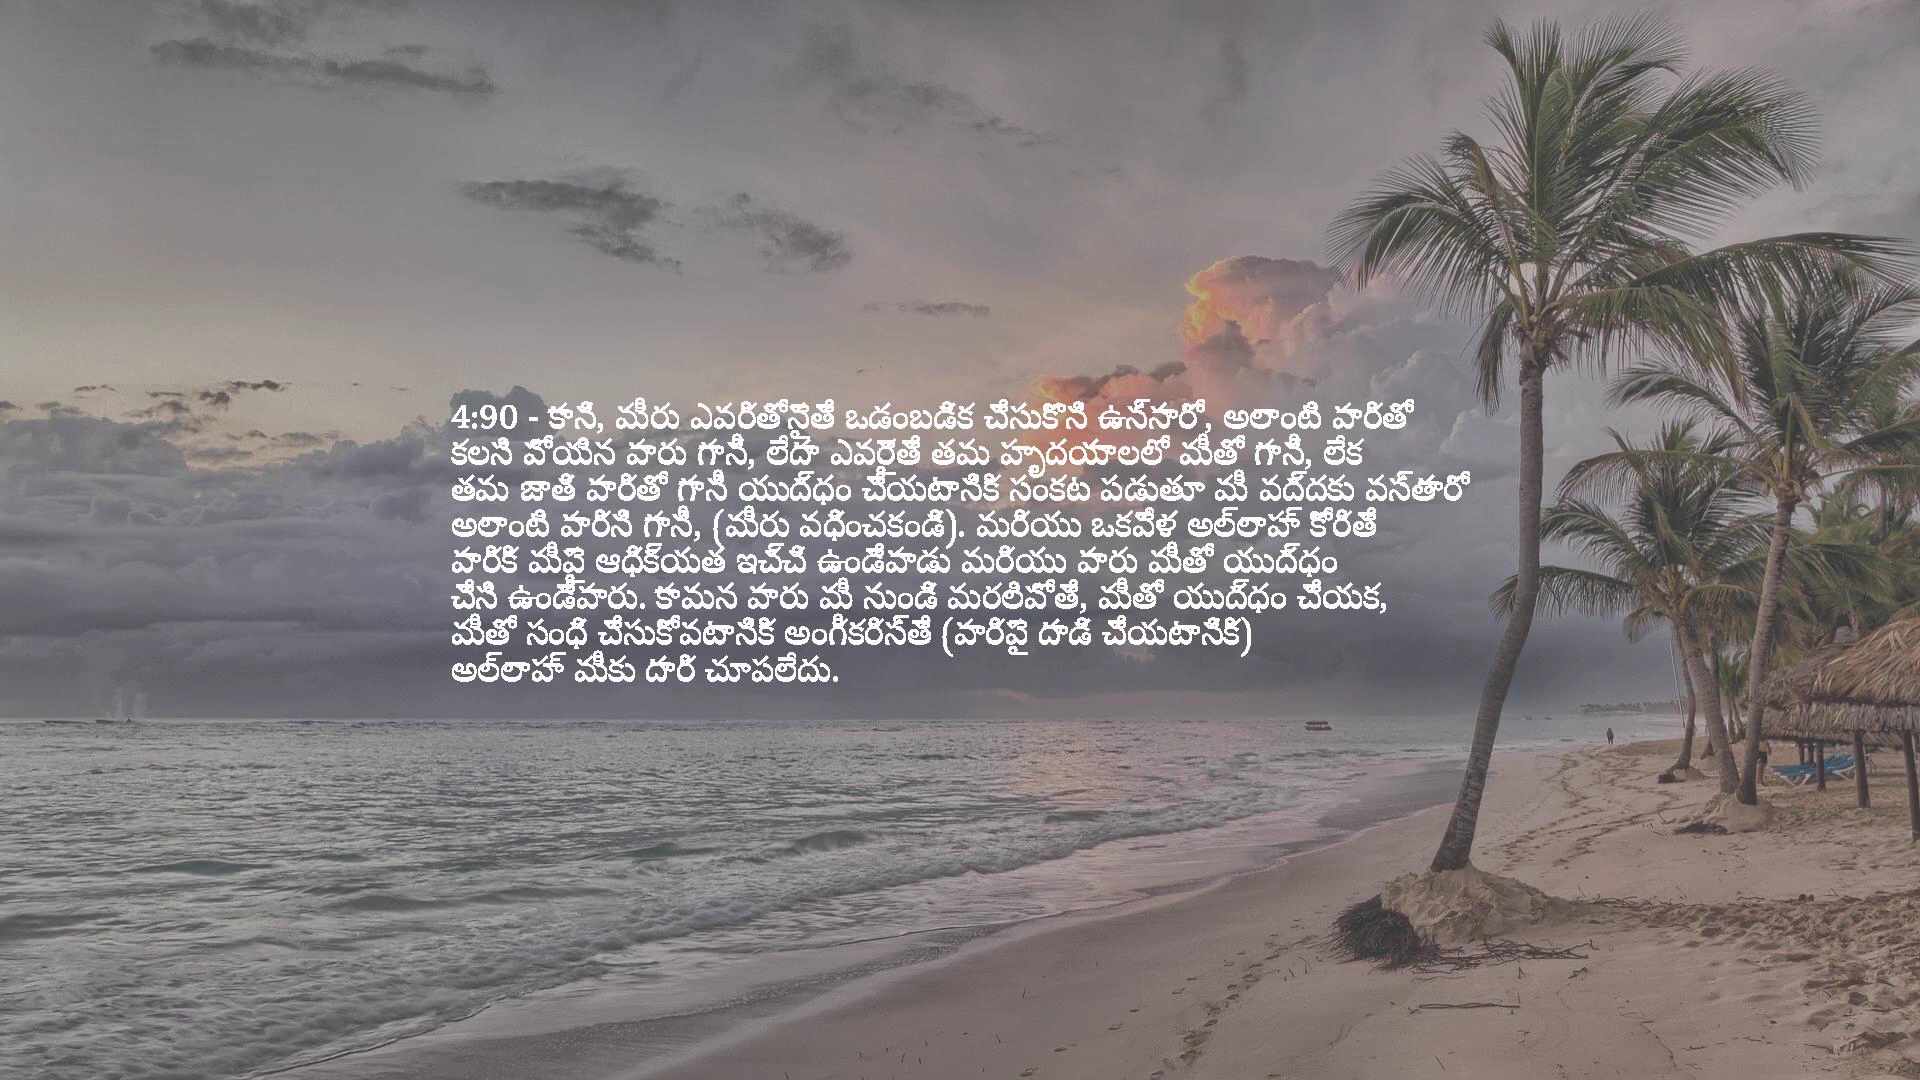 4:90 - కాని, మీరు ఎవరితోనైతే ఒడంబడిక చేసుకొని ఉన్నారో, అలాంటి వారితో
కలసి పోయిన వారు గానీ, లేదా ఎవరైతే తమ హృదయాలలో మీతో గానీ, లేక
తమ జాతి వారితో గానీ యుద్ధం చేయటానికి సంకట పడుతూ మీ వద్దకు వస్తారో
అలాంటి వారిని గానీ, (మీరు వధించకండి). మరియు ఒకవేళ అల్లాహ్ కోరితే
వారికి మీపై ఆధిక్యత ఇచ్చి ఉండేవాడు మరియు వారు మీతో యుద్ధం
చేసి ఉండేవారు. కావున వారు మీ నుండి మరలిపోతే, మీతో యుద్ధం చేయక,
మీతో సంధి చేసుకోవటానికి అంగీకరిస్తే (వారిపై దాడి చేయటానికి)
అల్లాహ్ మీకు దారి చూపలేదు.